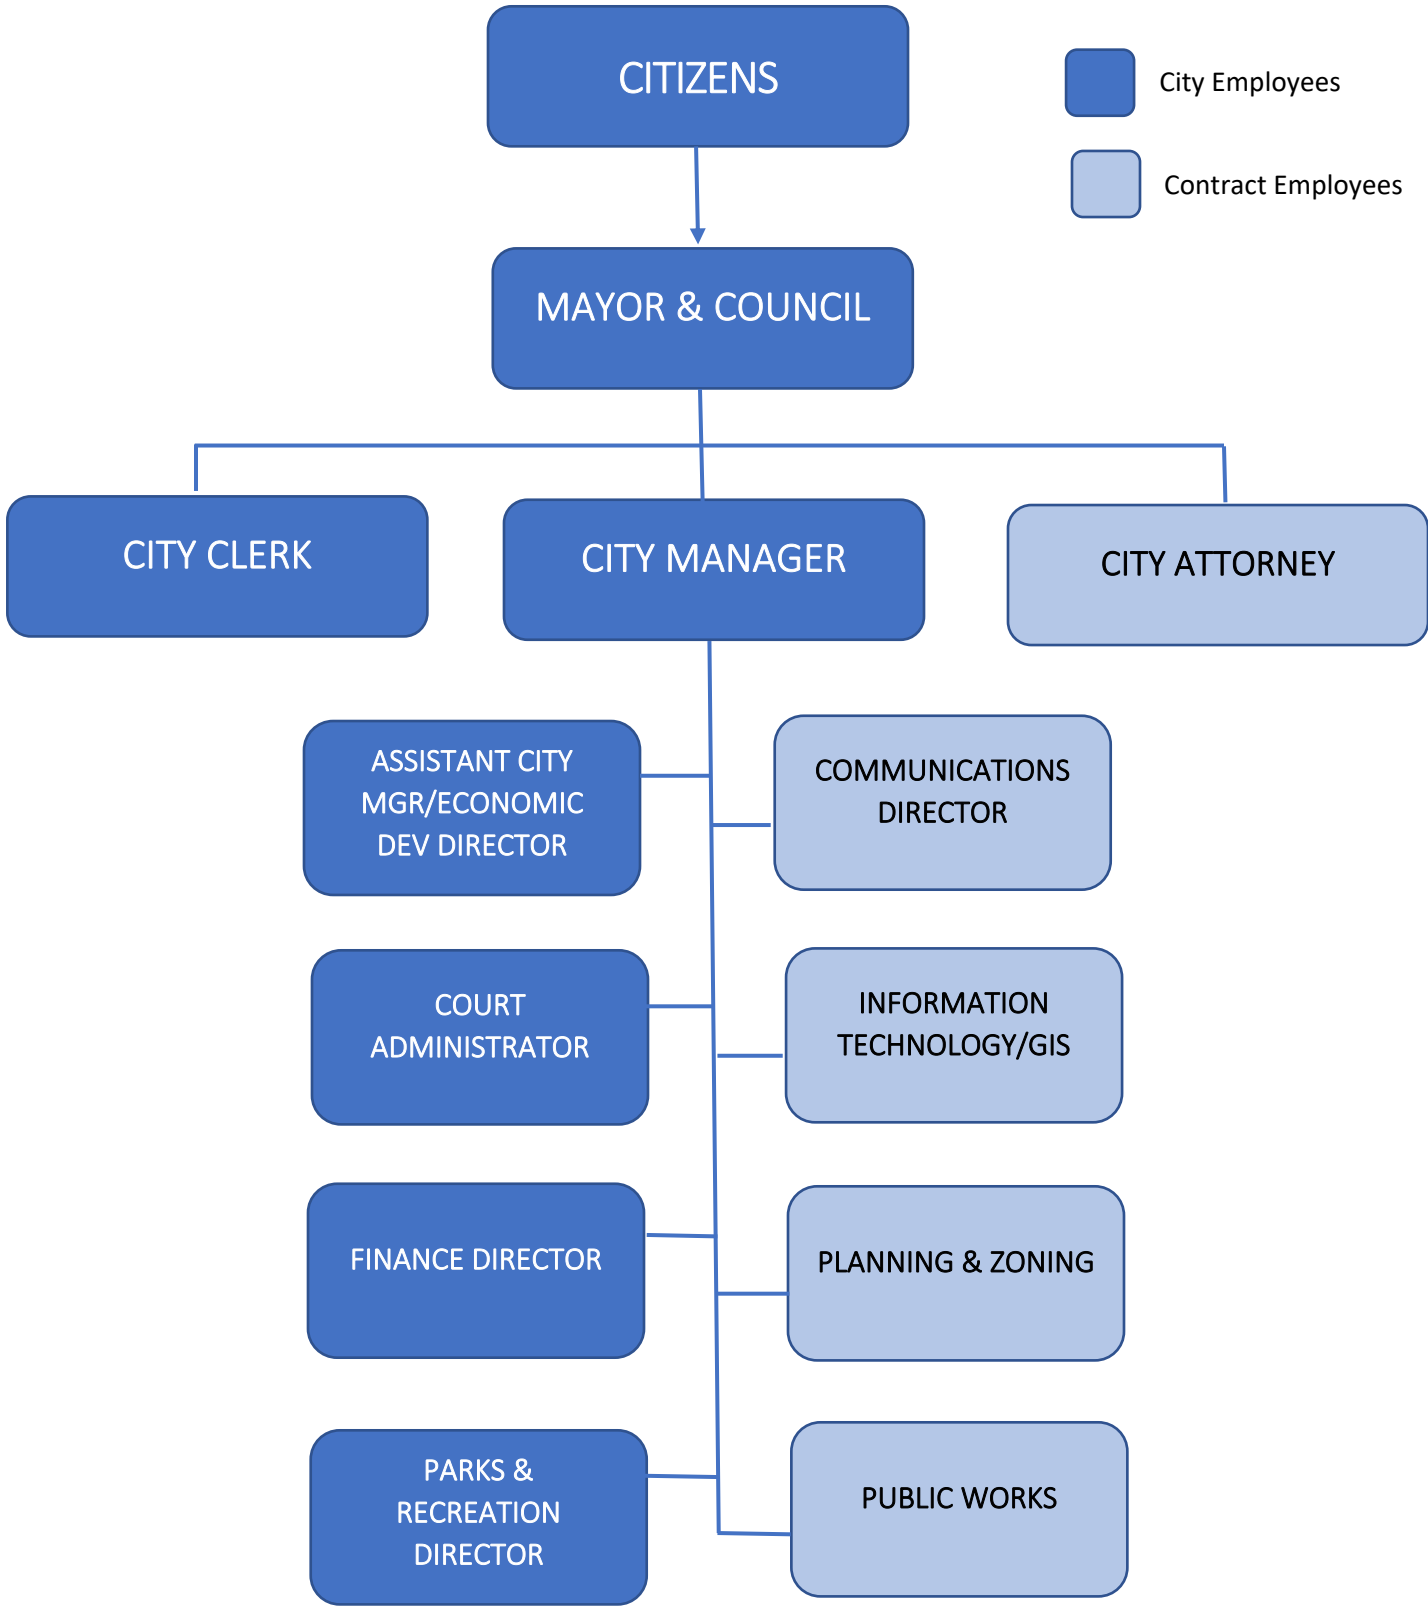 CITIZENS
City Employees
Contract Employees
MAYOR & COUNCIL
CITY CLERK
CITY MANAGER
CITY ATTORNEY
ASSISTANT CITY
MGR/ECONOMIC
DEV DIRECTOR
COMMUNICATIONS
DIRECTOR
COURT
ADMINISTRATOR
INFORMATION
TECHNOLOGY/GIS
FINANCE DIRECTOR
PLANNING & ZONING
PARKS &
RECREATION
DIRECTOR
PUBLIC WORKS